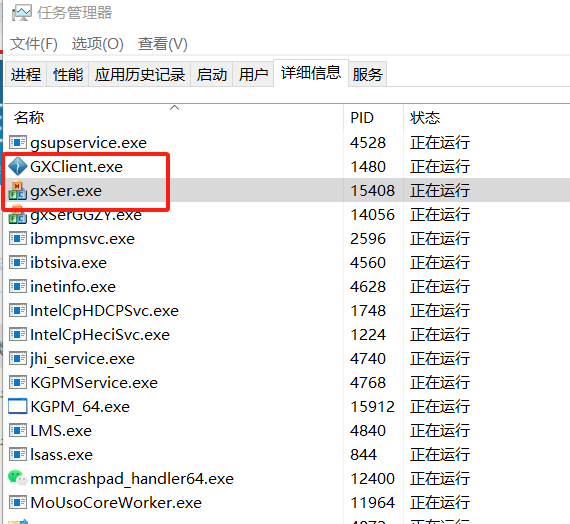 任务管理器
文件(F) 选项(O) 查看(V)
进程 性能 应用历史记录 启动 用户 详细信息 服务
名称 PID 状态
gsupservice.exe 4528 正在运行
GXClient.exe 1480 正在运行
gxSer.exe 15408 正在运行
gxSerGGZY.exe 14056 正在运行
ibmpmsvc.exe 2596 正在运行
ibtsiva.exe 4560 正在运行
inetinfo.exe 4628 正在运行
IntelCpHDCPSvc.exe 1748 正在运行
IntelCpHeciSvc.exe 1224 正在运行
jhi_service.exe 4740 正在运行
KGPMService.exe 4768 正在运行
KGPM_64.exe 15912 正在运行
LMS.exe 4840 正在运行
lsass.exe 844 正在运行
mmcrashpad_handler64.exe 12400 正在运行
MoUsoCoreWorker.exe 11964 正在运行